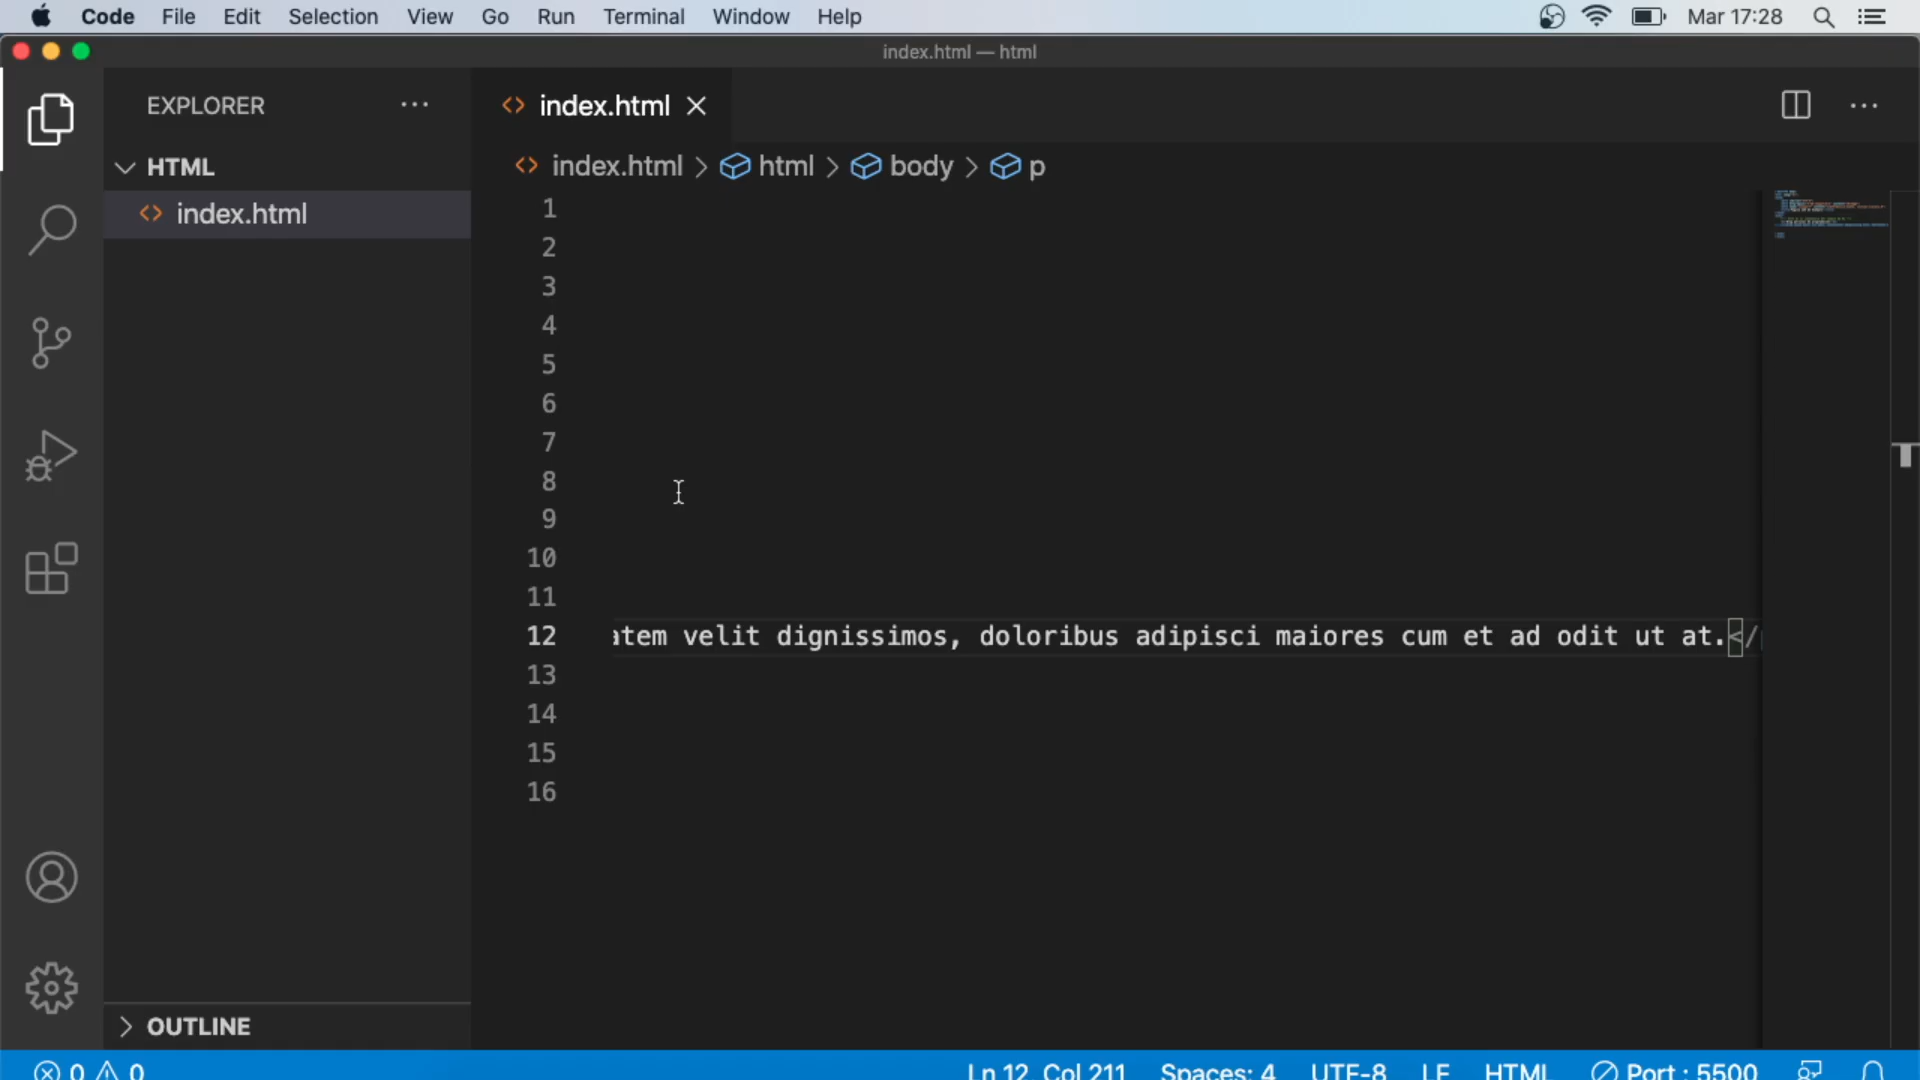 Code File Edit Selection View Go Run Terminal Window Help Mar 17:28
index.html — html
EXPLORER
index.html
HTML
index.html > html > body > p
index.html
1
2
3
4
5
6
7
8
9
10
11
12 atem velit dignissimos, doloribus adipisci maiores cum et ad odit ut at.</
13
14
15
16
OUTLINE
0 0 Ln 12, Col 211 Spaces: 4 UTF-8 LF HTML Port : 5500